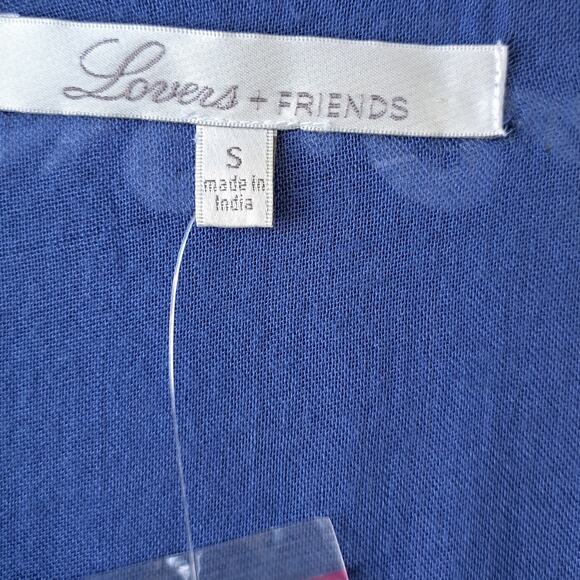 Lovers + FRIENDS
S
made in
India